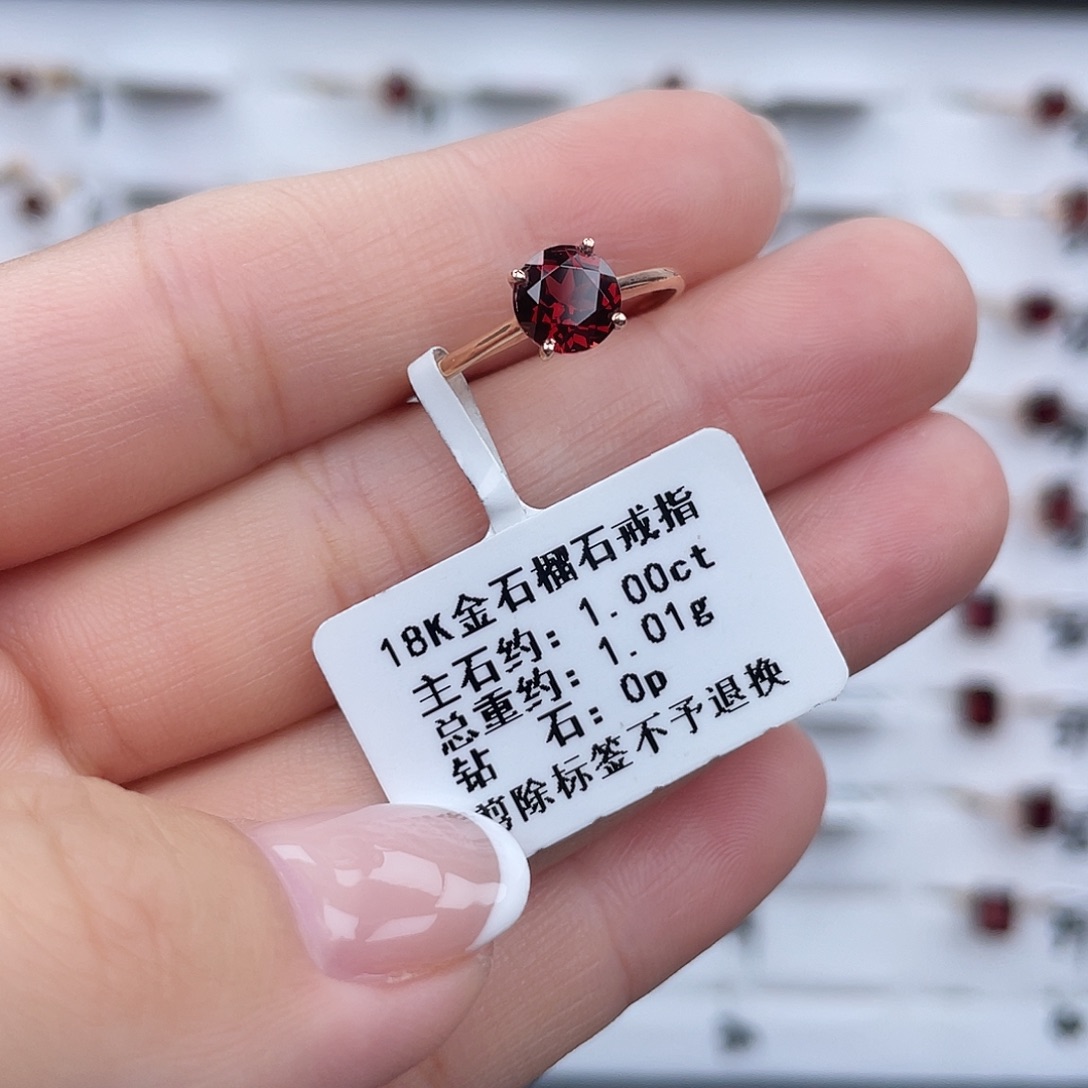 18K金石榴石戒指
主石约: 1.00ct
总重约: 1.01g
钻 石: 0p
剪除标签不予退换